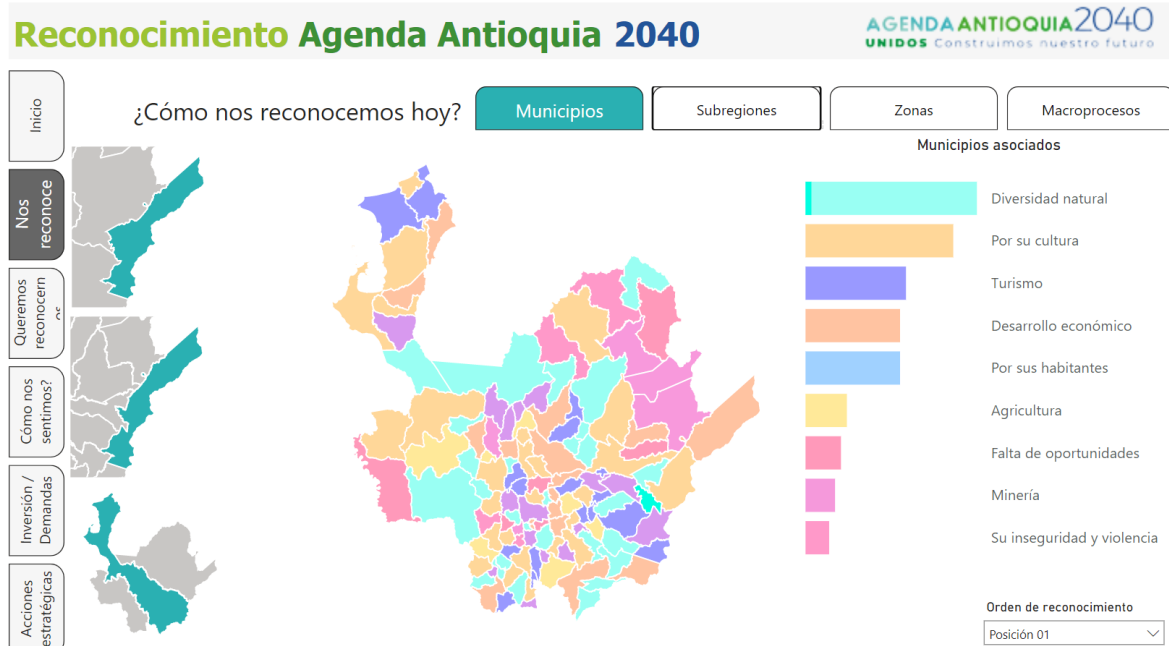 Reconocimiento Agenda Antioquia 2040
AGENDA ANTIOQUIA 2040
UNIDOS Construimos nuestro futuro
¿Cómo nos reconocemos hoy?
Municipios
Subregiones
Zonas
Macroprocesos
Inicio
Nos
reconoce
Queremos
reconocern
os
Cómo nos
sentimos?
Inversión /
Demandas
Acciones
estratégicas
Municipios asociados
Diversidad natural
Por su cultura
Turismo
Desarrollo económico
Por sus habitantes
Agricultura
Falta de oportunidades
Minería
Su inseguridad y violencia
Orden de reconocimiento
Posición 01